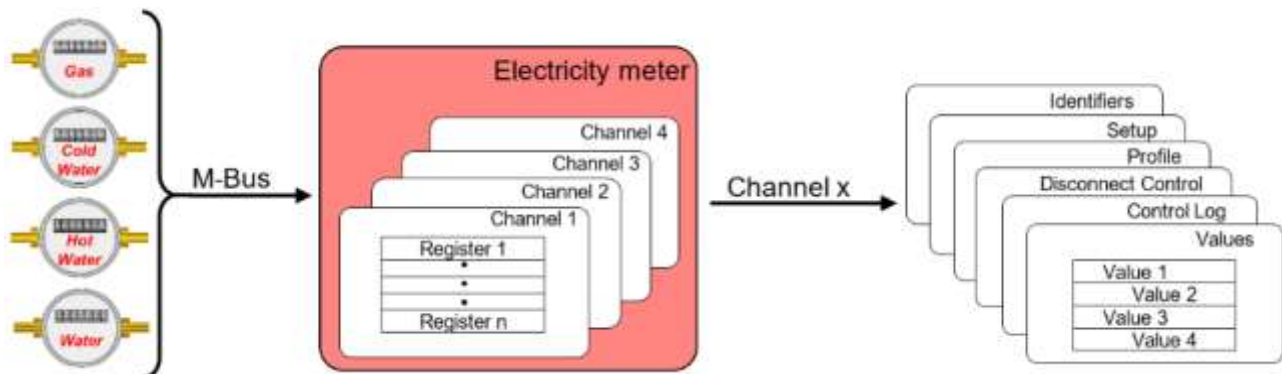 Gas
Cold
Water
Hot
Water
Water
M-Bus
Electricity meter
Channel 4
Channel 3
Channel 2
Channel 1
Register 1
Register n
Channel x
Identifiers
Setup
Profile
Disconnect Control
Control Log
Values
Value 1
Value 2
Value 3
Value 4